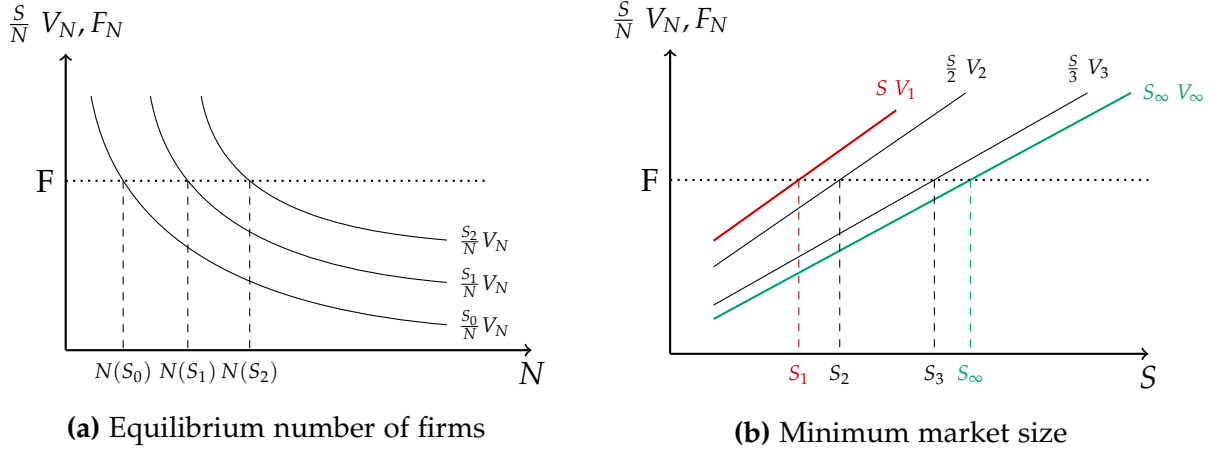 S/N V_N, F_N
F
S_2/N V_N
S_1/N V_N
S_0/N V_N
N(S_0) N(S_1) N(S_2)
N
(a) Equilibrium number of firms
S/N V_N, F_N
S V_1
S/2 V_2
S/3 V_3
S_∞ V_∞
F
S_1 S_2 S_3 S_∞
S
(b) Minimum market size